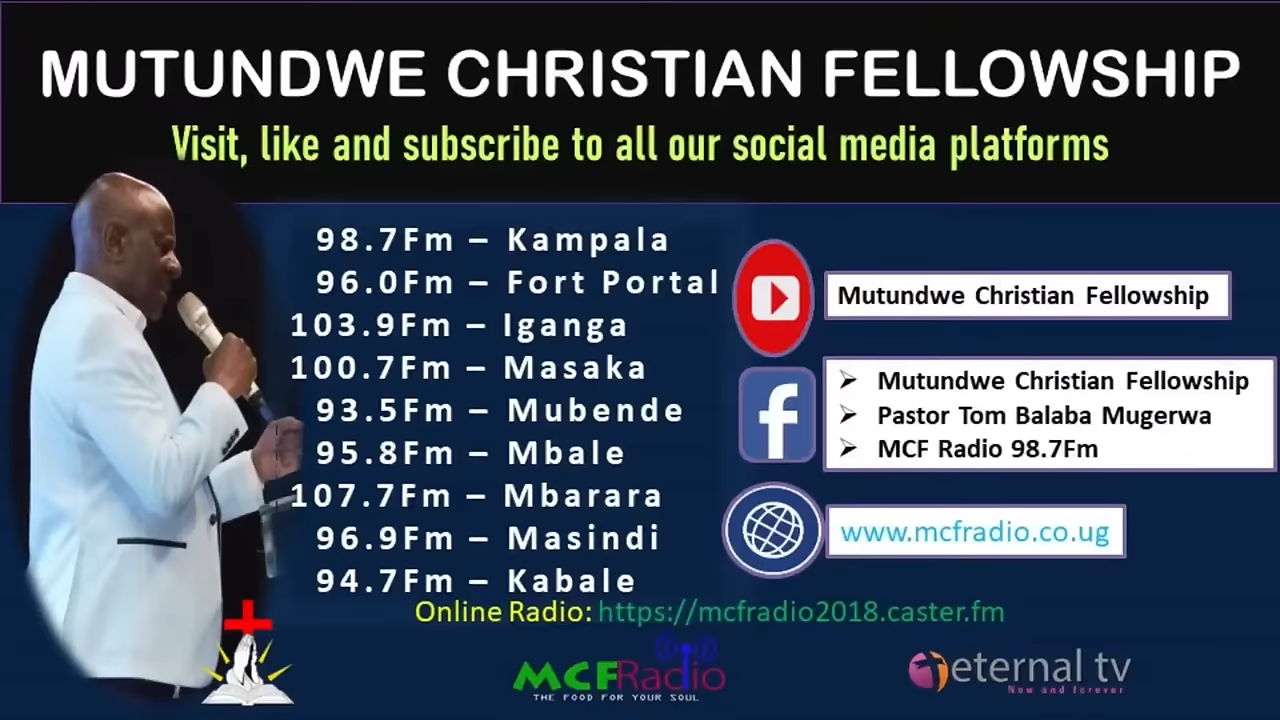 MUTUNDWE CHRISTIAN FELLOWSHIP
Visit, like and subscribe to all our social media platforms
98.7Fm – Kampala
96.0Fm – Fort Portal
103.9Fm – Iganga
100.7Fm – Masaka
93.5Fm – Mubende
95.8Fm – Mbale
107.7Fm – Mbarara
96.9Fm – Masindi
94.7Fm – Kabale
Online Radio: https://mcfradio2018.caster.fm
Mutundwe Christian Fellowship
f
➢ Mutundwe Christian Fellowship
➢ Pastor Tom Balaba Mugerwa
➢ MCF Radio 98.7Fm
www.mcfradio.co.ug
MCFRadio
THE FOOD FOR YOUR SOUL
eternal tv
Now and forever